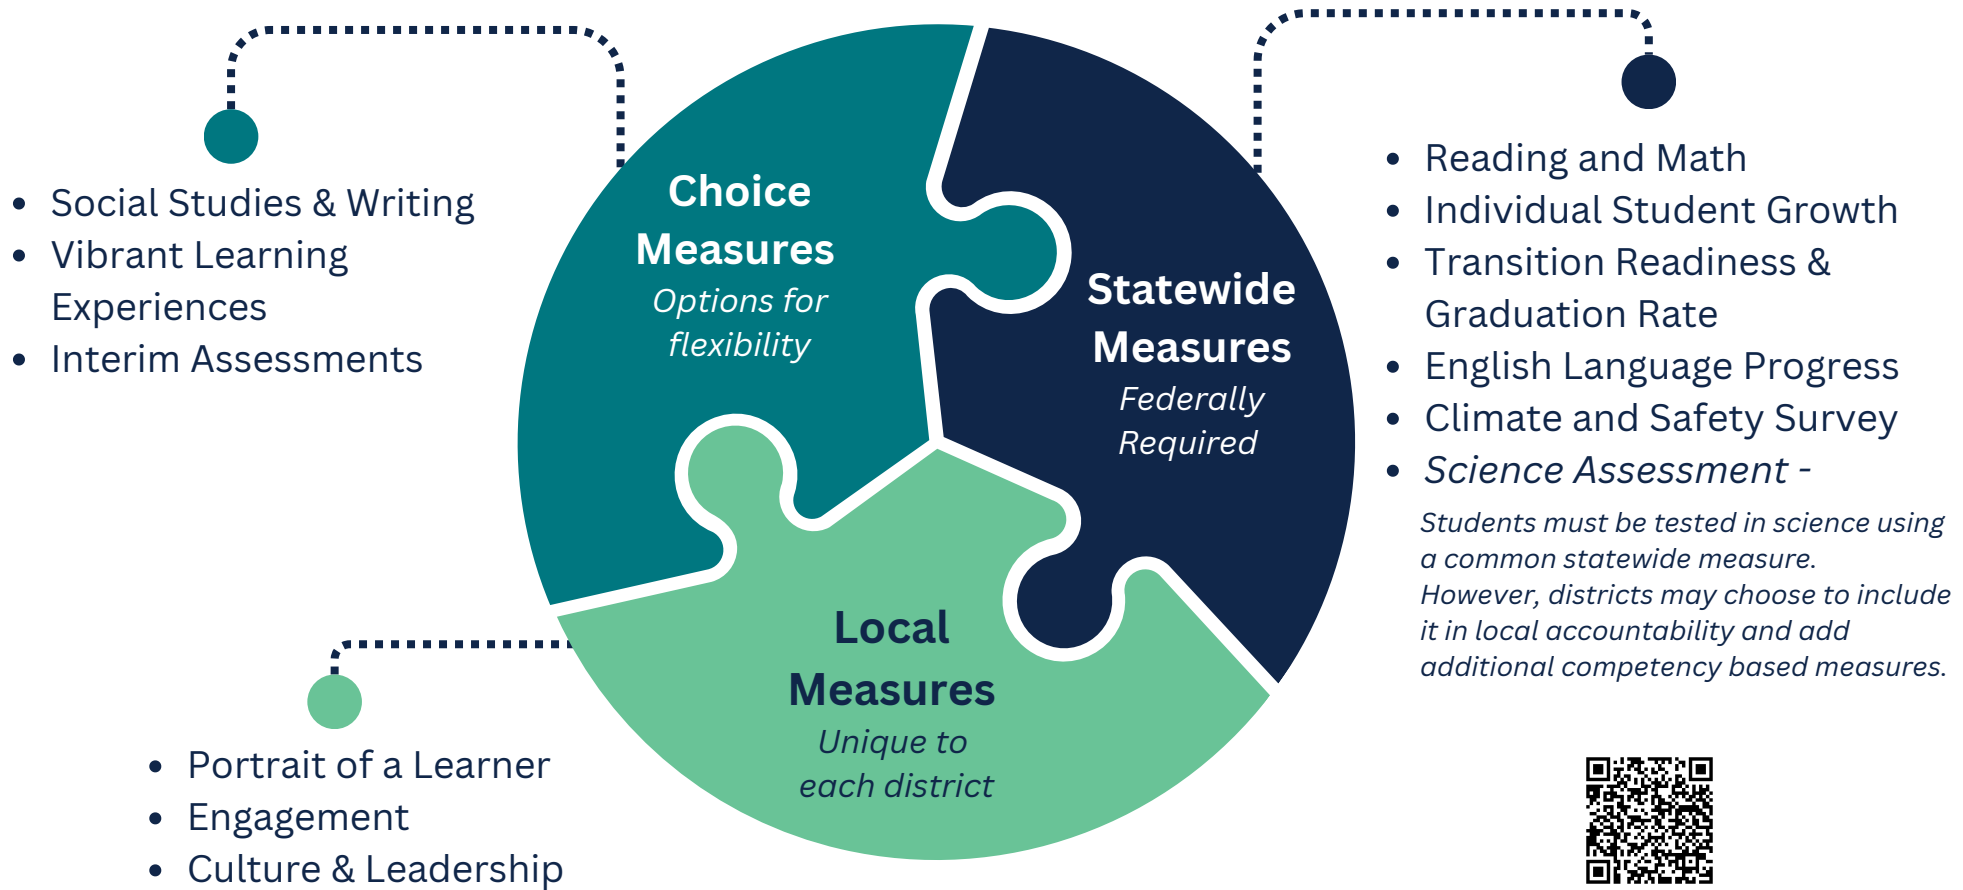 Choice
Measures
Options for
flexibility
Social Studies & Writing
Vibrant Learning
Experiences
Interim Assessments
Statewide
Measures
Federally
Required
Reading and Math
Individual Student Growth
Transition Readiness &
Graduation Rate
English Language Progress
Climate and Safety Survey
Science Assessment -
Students must be tested in science using
a common statewide measure.
However, districts may choose to include
it in local accountability and add
additional competency based measures.
Local
Measures
Unique to
each district
Portrait of a Learner
Engagement
Culture & Leadership